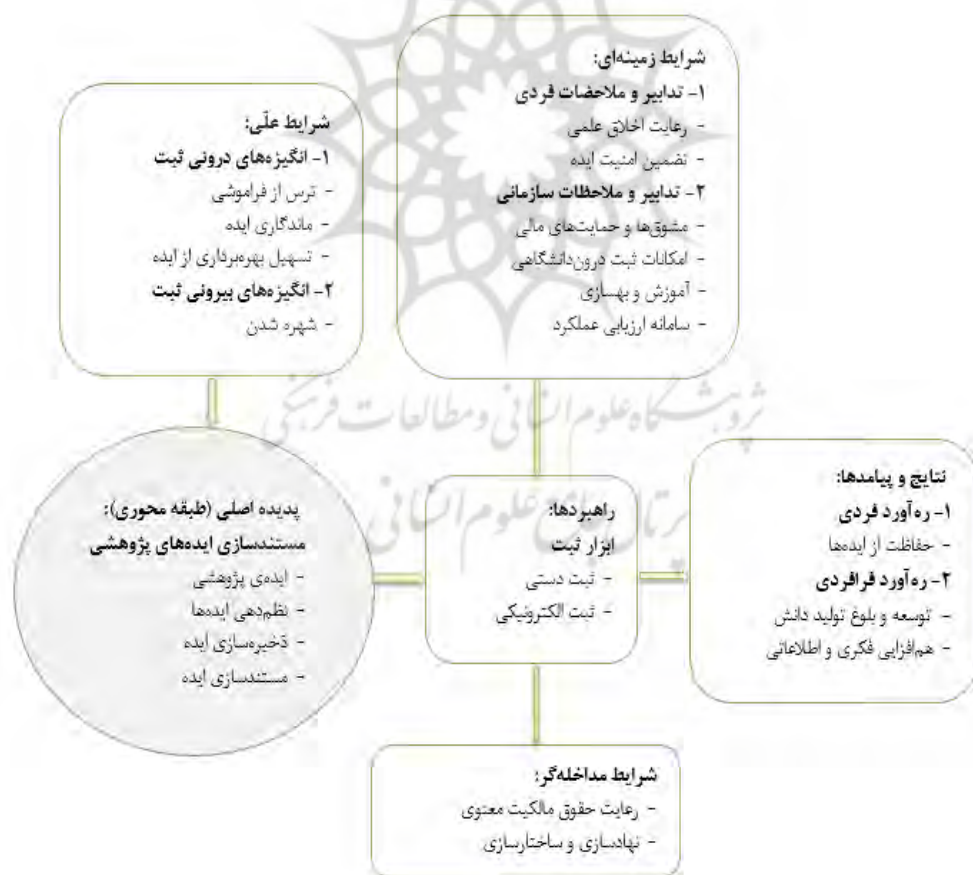 شرایط زمینه‌ای:
۱- تدابیر و ملاحضات فردی
- رعایت اخلاق علمی
- تضمین امنیت ایده
۲- تدابیر و ملاحظات سازمانی
- مشوق‌ها و حمایت‌های مالی
- امکانات ثبت درون‌دانشگاهی
- آموزش و بهسازی
- سامانه ارزیابی عملکرد
شرایط علّی:
۱- انگیزه‌های درونی ثبت
- ترس از فراموشی
- ماندگاری ایده
- تسهیل بهره‌برداری از ایده
۲- انگیزه‌های بیرونی ثبت
- شهره شدن
پژوهشگاه علوم انسانی و مطالعات فرهنگی
پرتال جامع علوم انسانی
پدیده اصلی (طبقه محوری):
مستندسازی ایده‌های پژوهشی
- ایده‌ی پژوهشی
- نظم‌دهی ایده‌ها
- ذخیره‌سازی ایده
- مستندسازی ایده
راهبردها:
ابزار ثبت
- ثبت دستی
- ثبت الکترونیکی
نتایج و پیامدها:
۱- ره‌آورد فردی
- حفاظت از ایده‌ها
۲- ره‌آورد فرافردی
- توسعه و بلوغ تولید دانش
- هم‌افزایی فکری و اطلاعاتی
شرایط مداخله‌گر:
- رعایت حقوق مالکیت معنوی
- نهادسازی و ساختارسازی